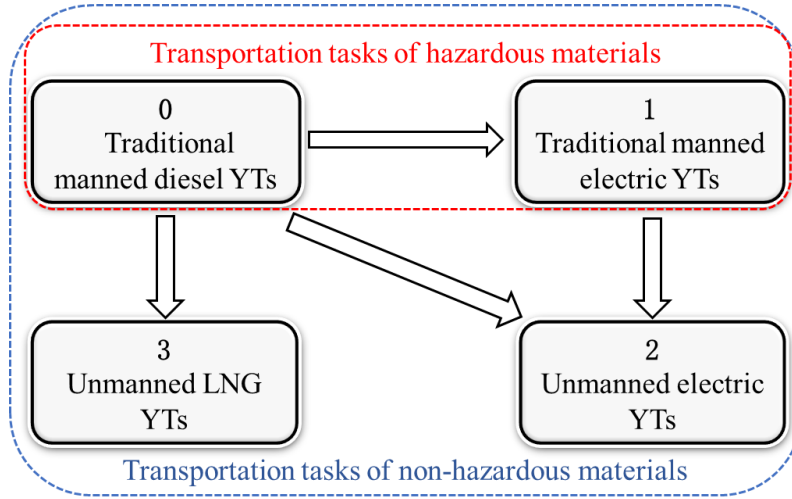 Transportation tasks of hazardous materials
0
Traditional
manned diesel YTs
1
Traditional manned
electric YTs
3
Unmanned LNG
YTs
2
Unmanned electric
YTs
Transportation tasks of non-hazardous materials